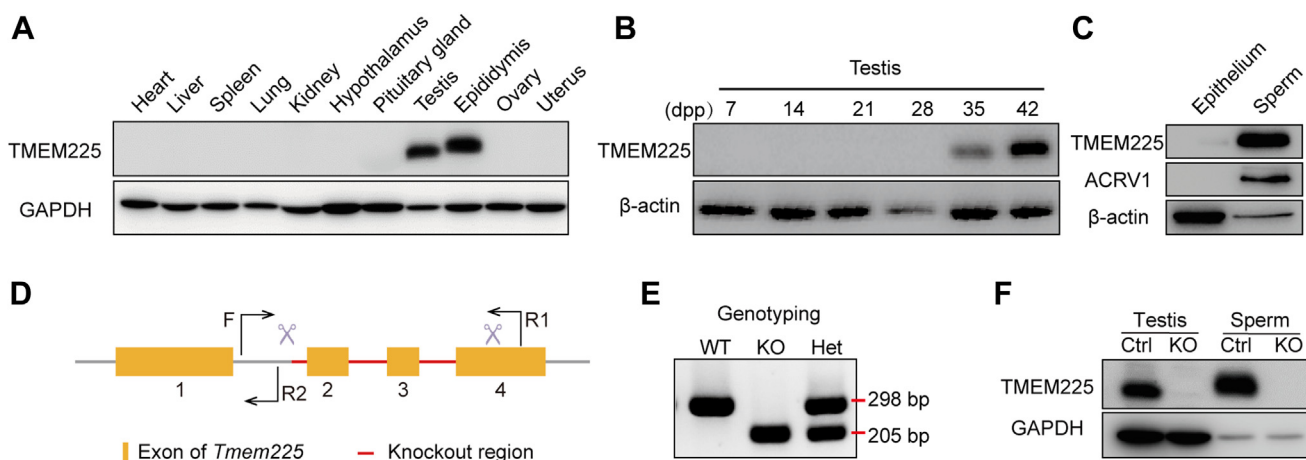 A
Heart Liver Spleen Lung Kidney Hypothalamus Pituitary gland Testis Epididymis Ovary Uterus
TMEM225
GAPDH
B
Testis
(dpp) 7 14 21 28 35 42
TMEM225
β-actin
C
Epithelium Sperm
TMEM225
ACRV1
β-actin
D
F R1
R2
1 2 3 4
Exon of Tmem225 Knockout region
E
Genotyping
WT KO Het
298 bp
205 bp
F
Testis Sperm
Ctrl KO Ctrl KO
TMEM225
GAPDH